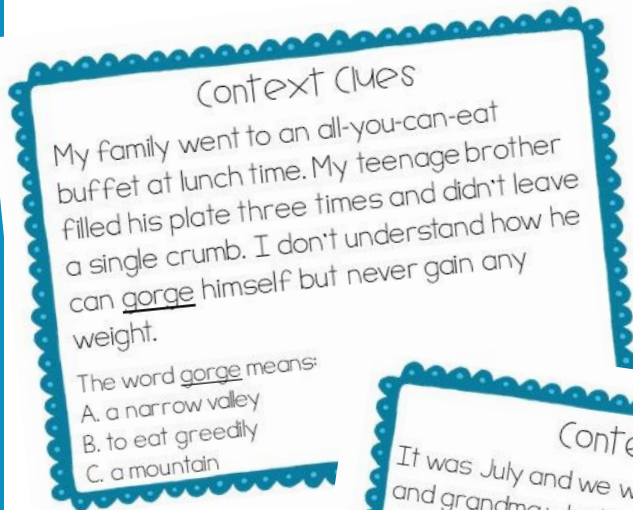 Context Clues
My family went to an all-you-can-eat
buffet at lunch time. My teenage brother
filled his plate three times and didn't leave
a single crumb. I don't understand how he
can gorge himself but never gain any
weight.
The word gorge means:
A. a narrow valley
B. to eat greedily
C. a mountain
It was July and we
and